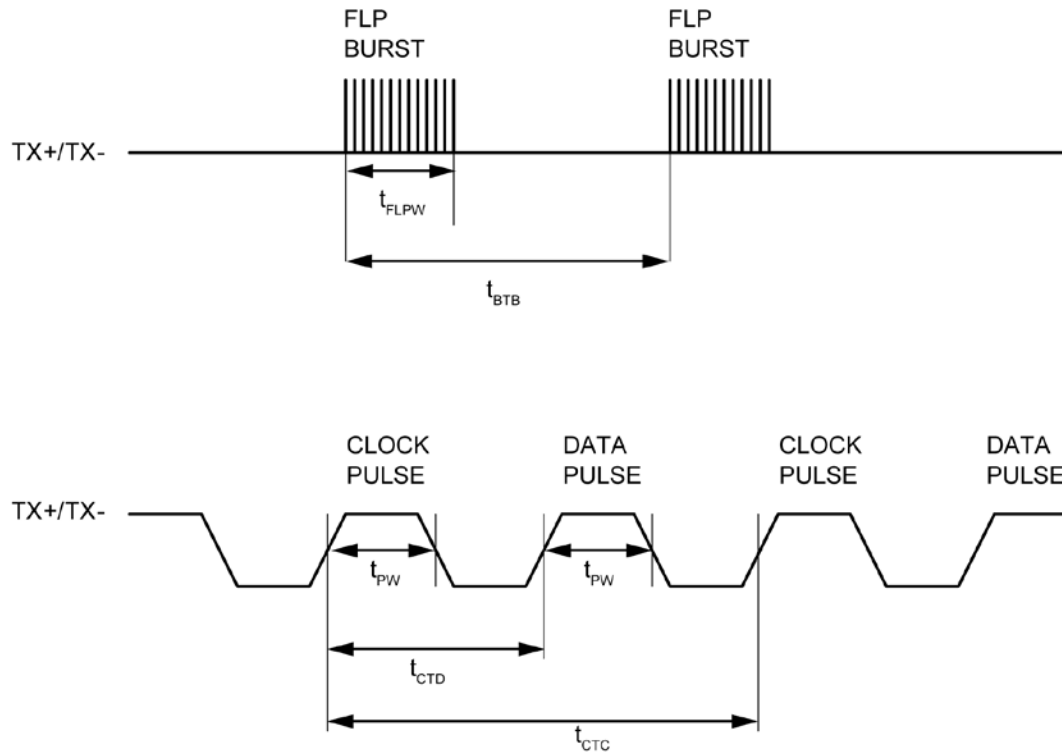 FLP
BURST
FLP
BURST
TX+/TX-
tFLPW
tBTB
CLOCK
PULSE
DATA
PULSE
CLOCK
PULSE
DATA
PULSE
TX+/TX-
tPW
tPW
tCTD
tCTC